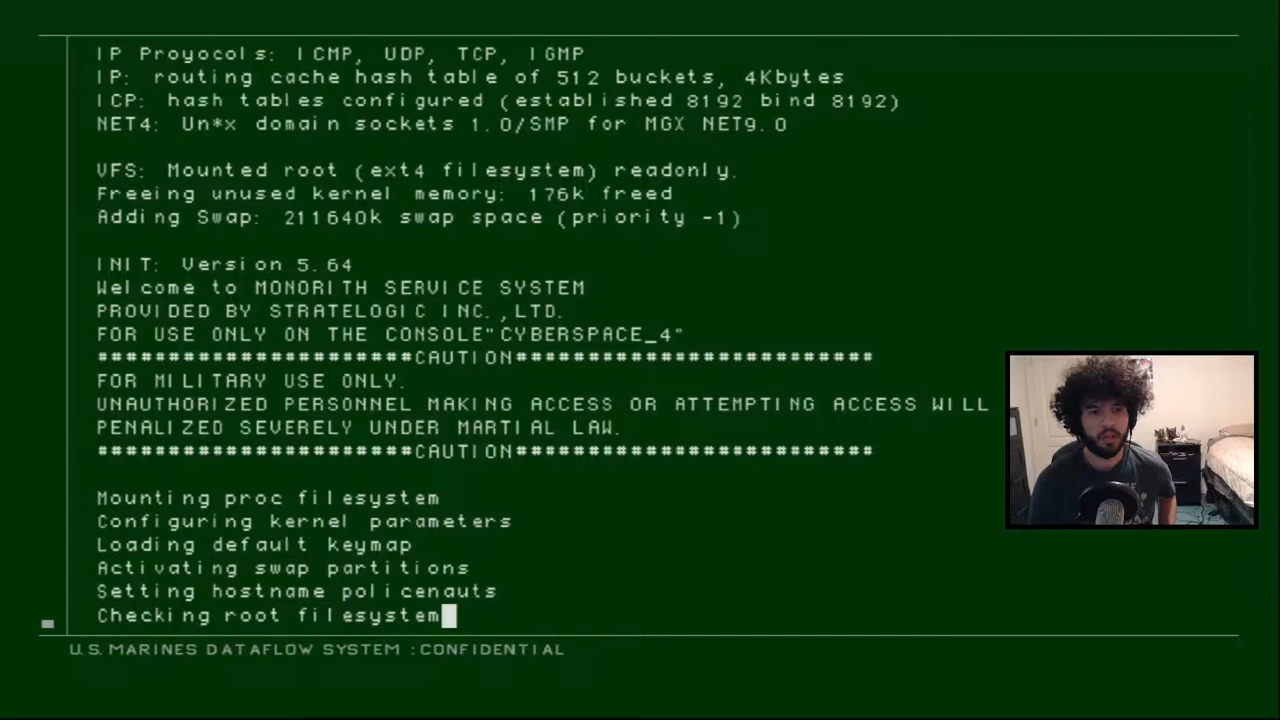 IP Proyocols: ICMP, UDP, TCP, IGMP
IP: routing cache hash table of 512 buckets, 4Kbytes
ICP: hash tables configured (established 8192 bind 8192)
NET4: Un*x domain sockets 1.0/SMP for MGX NET9.0
VFS: Mounted root (ext4 filesystem) readonly.
Freeing unused kernel memory: 176k freed
Adding Swap: 211640k swap space (priority -1)
INIT: Version 5.64
Welcome to MONORITH SERVICE SYSTEM
PROVIDED BY STRATELOGIC INC.,LTD.
FOR USE ONLY ON THE CONSOLE"CYBERSPACE_4"
######################CAUTION#########################
FOR MILITARY USE ONLY.
UNAUTHORIZED PERSONNEL MAKING ACCESS OR ATTEMPTING ACCESS WILL
PENALIZED SEVERELY UNDER MARTIAL LAW.
######################CAUTION#########################
Mounting proc filesystem
Configuring kernel parameters
Loading default keymap
Activating swap partitions
Setting hostname policenauts
Checking root filesystem
U.S.MARINES DATAFLOW SYSTEM :CONFIDENTIAL